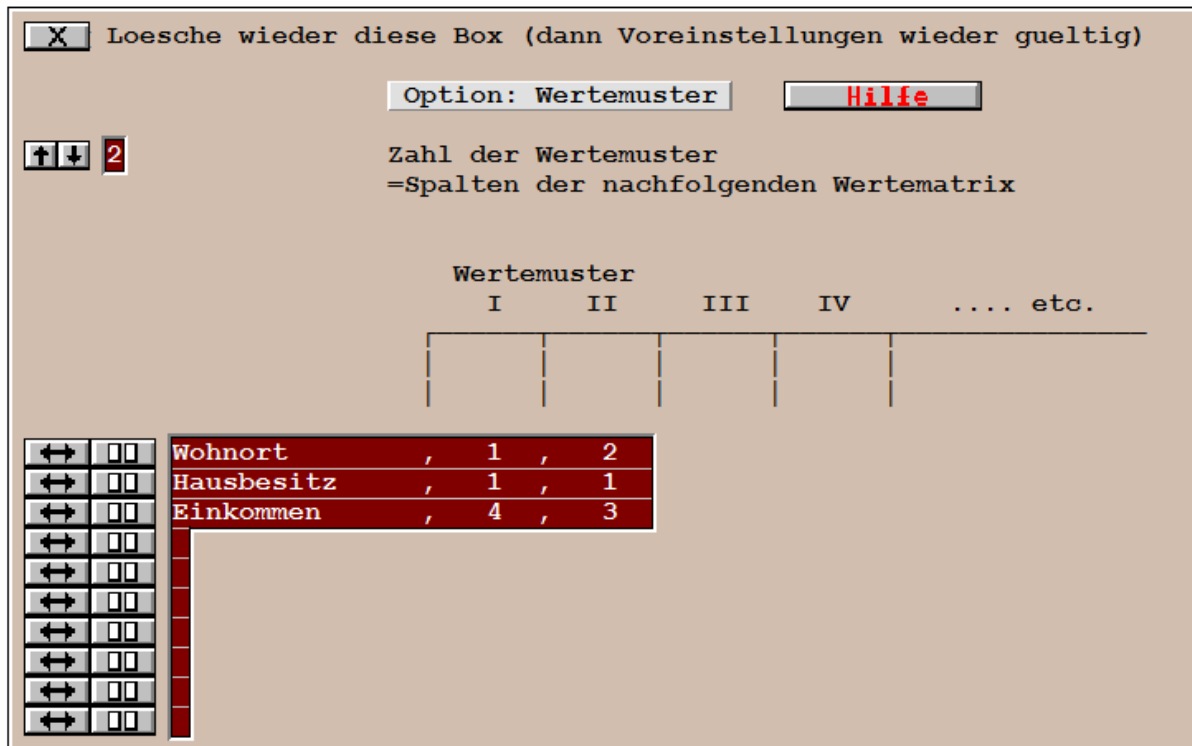 X Loesche wieder diese Box (dann Voreinstellungen wieder gueltig)
Option: Wertemuster Hilfe
2 Zahl der Wertemuster
=Spalten der nachfolgenden Wertematrix
Wertemuster
I II III IV .... etc.
Wohnort , 1 , 2
Hausbesitz , 1 , 1
Einkommen , 4 , 3